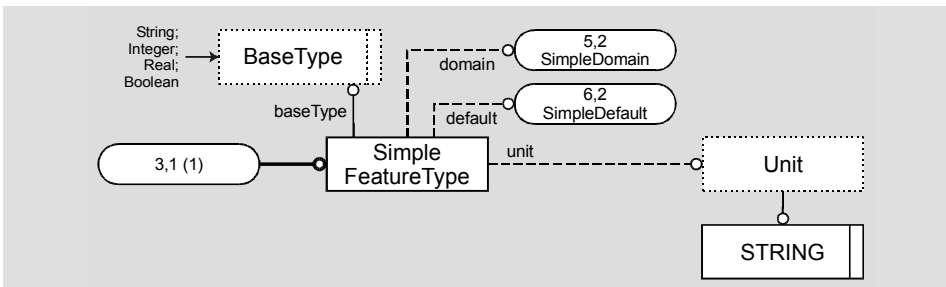 String;
Integer;
Real;
Boolean
BaseType
5,2
SimpleDomain
domain
6,2
SimpleDefault
baseType
default
3,1 (1)
Simple
FeatureType
unit
Unit
STRING